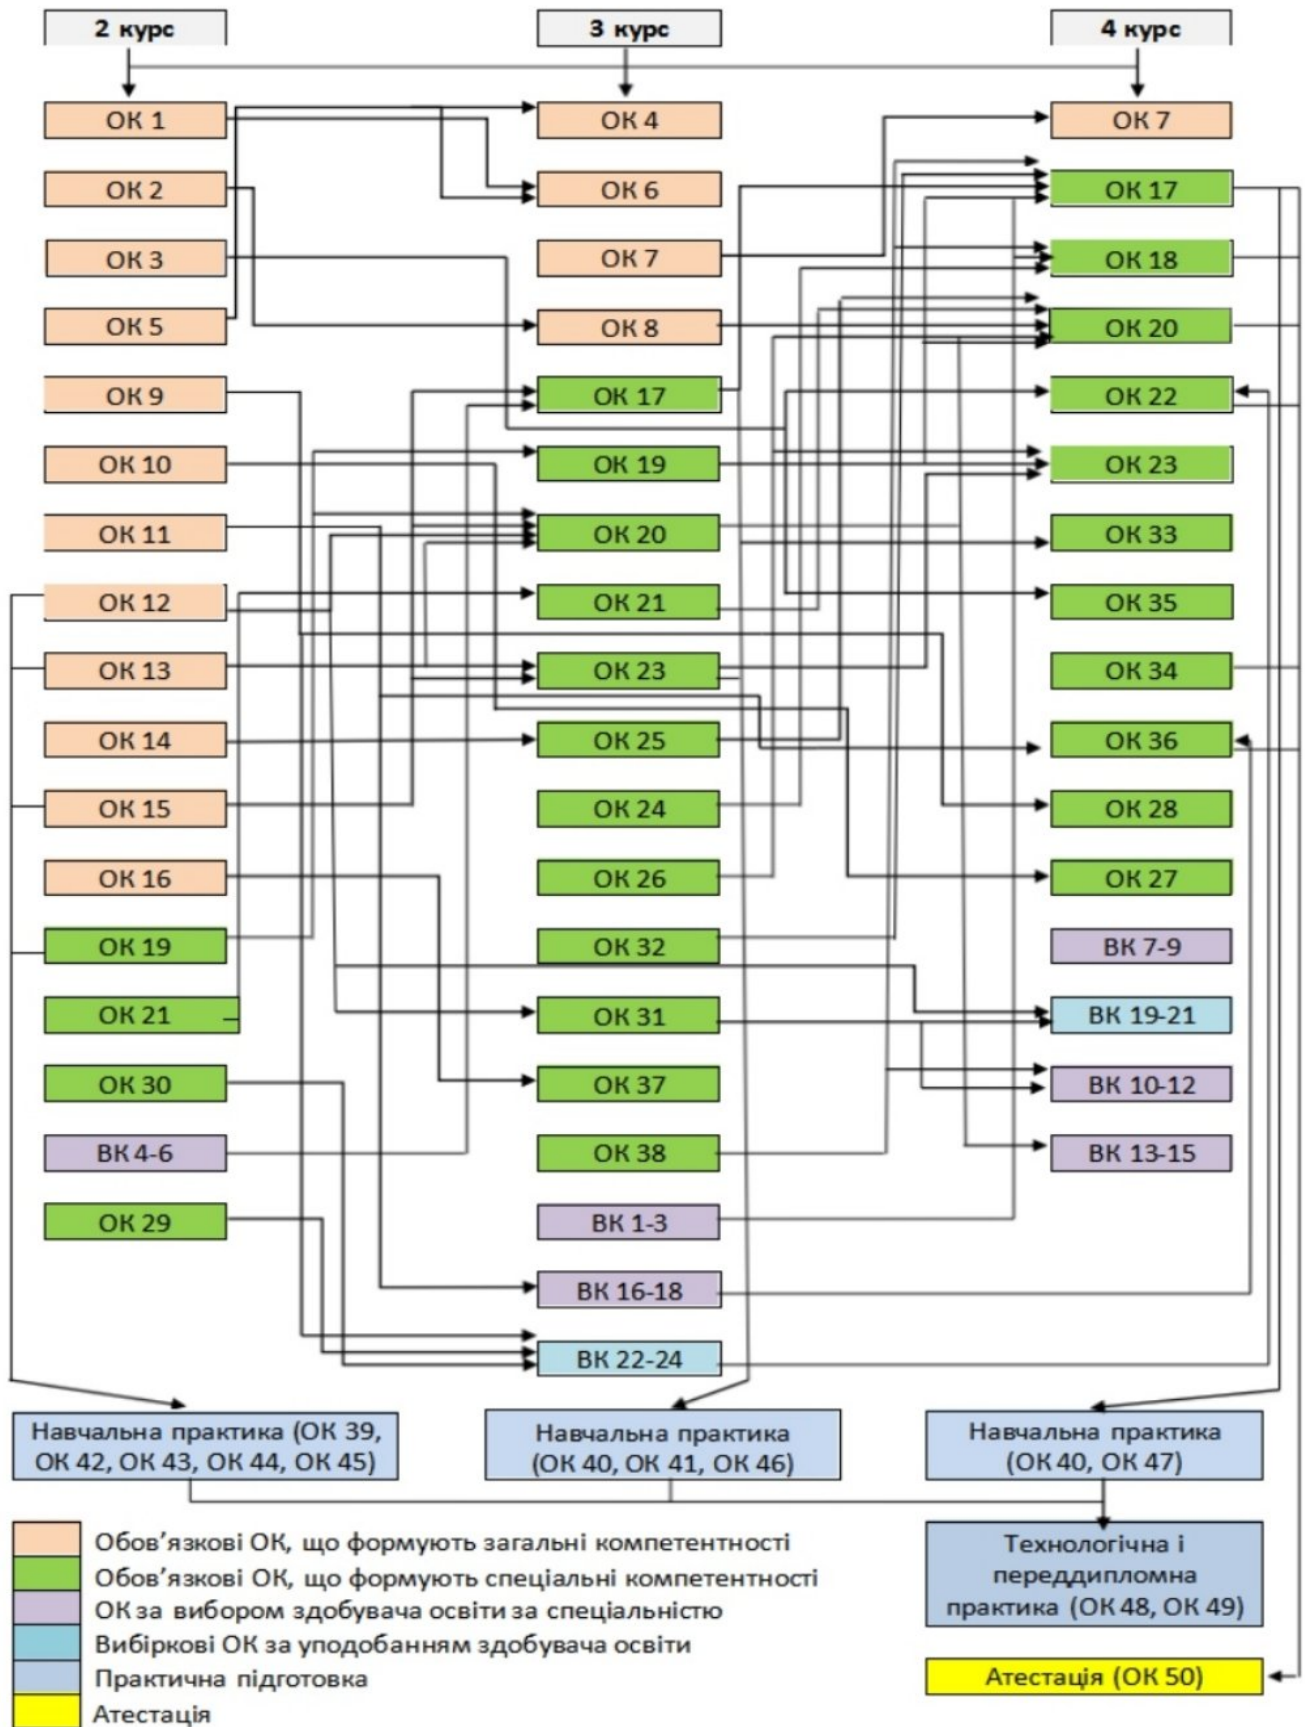 2 курс
3 курс
4 курс
ОК 1
ОК 4
ОК 7
ОК 2
ОК 6
ОК 17
ОК 3
ОК 7
ОК 18
ОК 5
ОК 8
ОК 20
ОК 9
ОК 17
ОК 22
ОК 10
ОК 19
ОК 23
ОК 11
ОК 20
ОК 33
ОК 12
ОК 21
ОК 35
ОК 13
ОК 23
ОК 34
ОК 14
ОК 25
ОК 36
ОК 15
ОК 24
ОК 28
ОК 16
ОК 26
ОК 27
ОК 19
ОК 32
ВК 7-9
ОК 21
ОК 31
ВК 19-21
ОК 30
ОК 37
ВК 10-12
ВК 4-6
ОК 38
ВК 13-15
ОК 29
ВК 1-3
ВК 16-18
ВК 22-24
Навчальна практика (ОК 39,
ОК 42, ОК 43, ОК 44, ОК 45)
Навчальна практика
(ОК 40, ОК 41, ОК 46)
Навчальна практика
(ОК 40, ОК 47)
Обов’язкові ОК, що формують загальні компетентності
Обов’язкові ОК, що формують спеціальні компетентності
ОК за вибором здобувача освіти за спеціальністю
Вибіркові ОК за уподобанням здобувача освіти
Практична підготовка
Атестація
Технологічна і
переддипломна
практика (ОК 48, ОК 49)
Атестація (ОК 50)